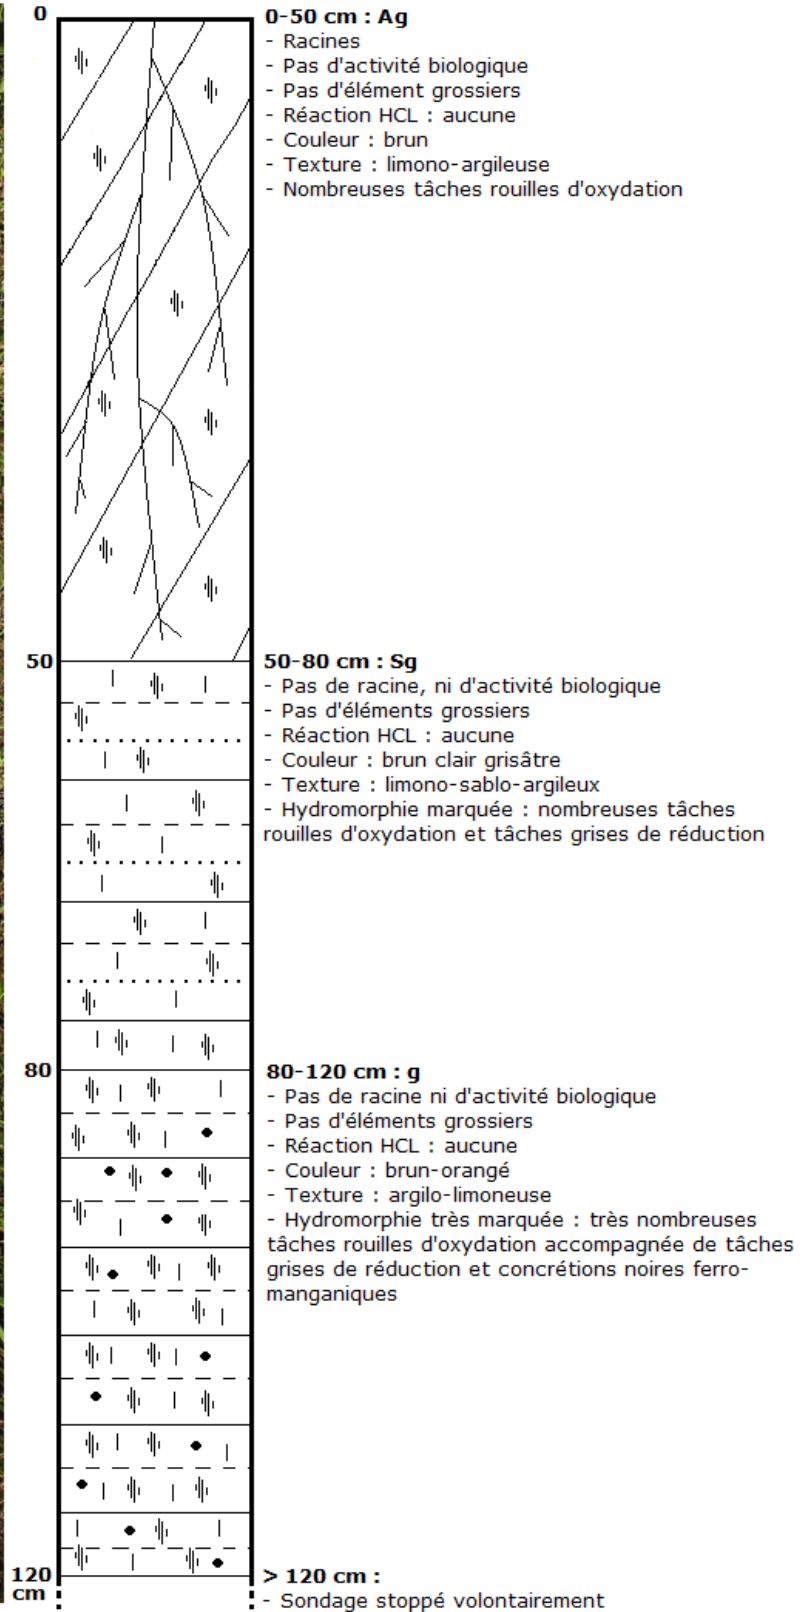 0
0-50 cm : Ag
- Racines
- Pas d'activité biologique
- Pas d'élément grossiers
- Réaction HCL : aucune
- Couleur : brun
- Texture : limono-argileuse
- Nombreuses tâches rouilles d'oxydation
50
50-80 cm : Sg
- Pas de racine, ni d'activité biologique
- Pas d'éléments grossiers
- Réaction HCL : aucune
- Couleur : brun clair grisâtre
- Texture : limono-sablo-argileux
- Hydromorphie marquée : nombreuses tâches
rouilles d'oxydation et tâches grises de réduction
80
80-120 cm : g
- Pas de racine ni d'activité biologique
- Pas d'éléments grossiers
- Réaction HCL : aucune
- Couleur : brun-orangé
- Texture : argilo-limoneuse
- Hydromorphie très marquée : très nombreuses
tâches rouilles d'oxydation accompagnée de tâches
grises de réduction et concrétions noires ferro-
manganiques
120
cm
> 120 cm :
- Sondage stoppé volontairement